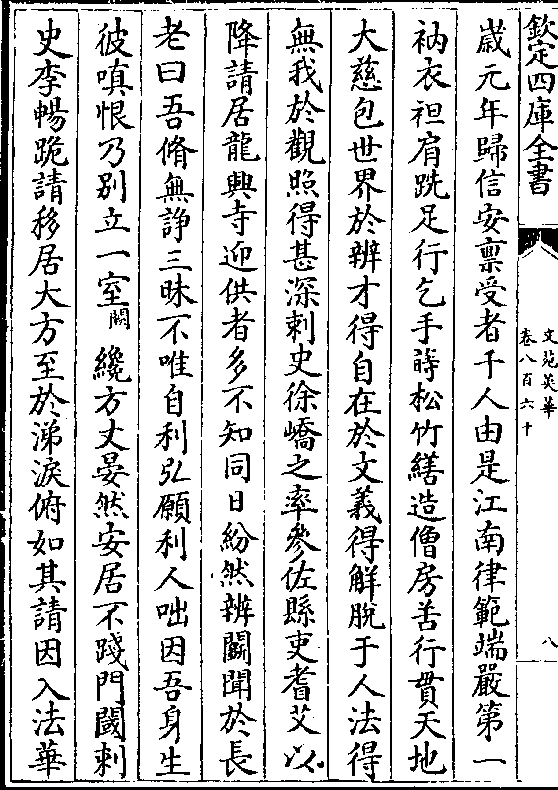 欽定四庫全書
文苑英華
卷八百六十
八
歳元年歸信安禀受者千人由是江南律範端嚴第一
衲衣袒肩跣足行乞手蒔松竹繕造僧房善行貫天地
大慈包世界於辨才得自在於文義得解脱于人法得
無我於觀照得甚深刺史徐嶠之率參佐縣吏耆艾以
降請居龍興寺迎供者多不知同日紛然辨鬭聞於長
老曰吾脩無諍三昧不唯自利弘願利人咄因吾身生
彼嗔恨乃别立一室闕纔方丈晏然安居不踐門閾刺
史李暢跪請移居大方至於涕淚俯如其請因入法華